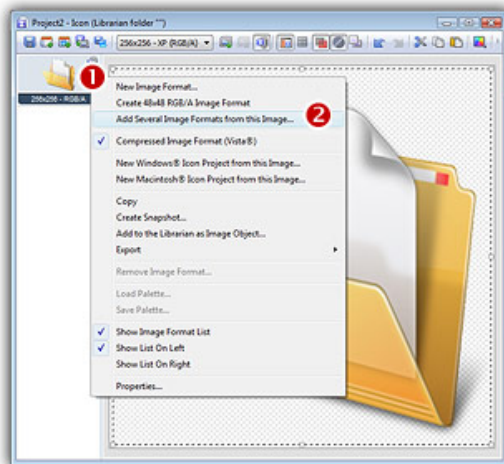 Project2 - Icon (Librarian folder "")
256x256 - XP (RGB/A)
1
256x256 - RGB/A
New Image Format...
Create 48x48 RGB/A Image Format
Add Several Image Formats from this Image...
2
Compressed Image Format (Vista®)
New Windows® Icon Project from this Image...
New Macintosh® Icon Project from this Image...
Copy
Create Snapshot...
Add to the Librarian as Image Object...
Export
Remove Image Format...
Load Palette...
Save Palette...
Show Image Format List
Show List On Left
Show List On Right
Properties...